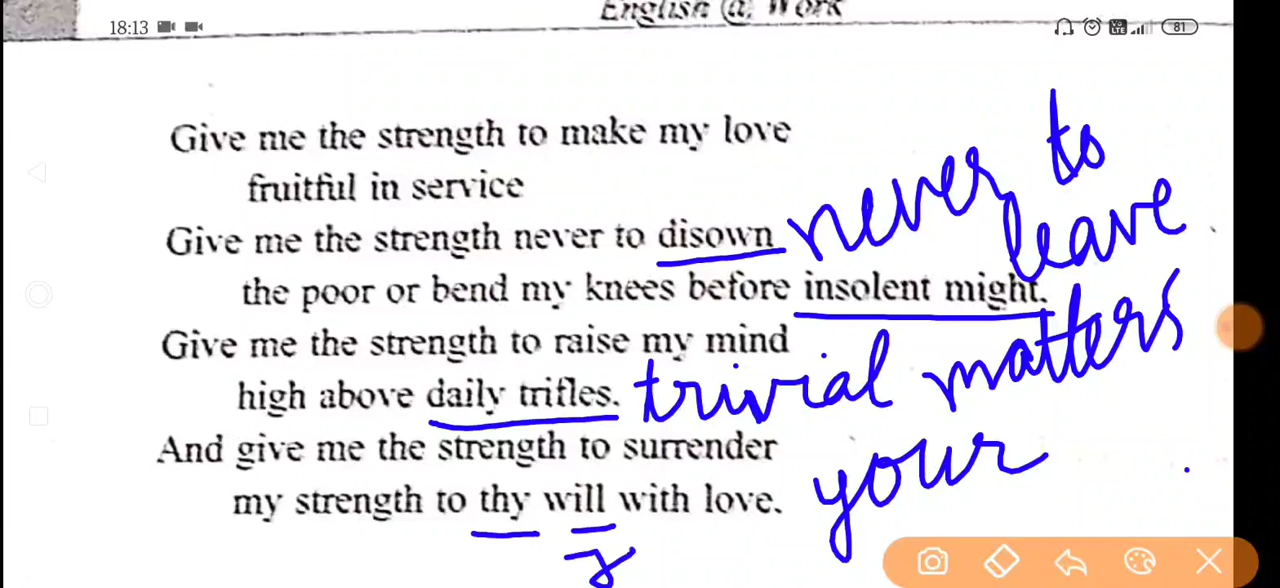 English @ Work
18:13
81
Give me the strength to make my love
fruitful in service
Give me the strength never to disown never to leave
the poor or bend my knees before insolent might.
Give me the strength to raise my mind
high above daily trifles. trivial matters
And give me the strength to surrender
my strength to thy will with love. your